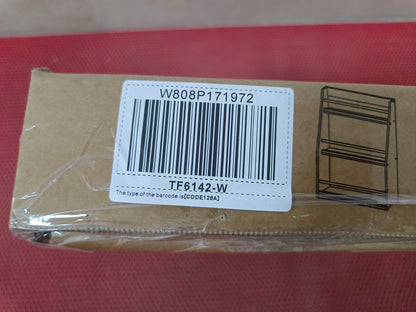 W808P171972
TF6142-W
The type of the barcode is[CODE128A]